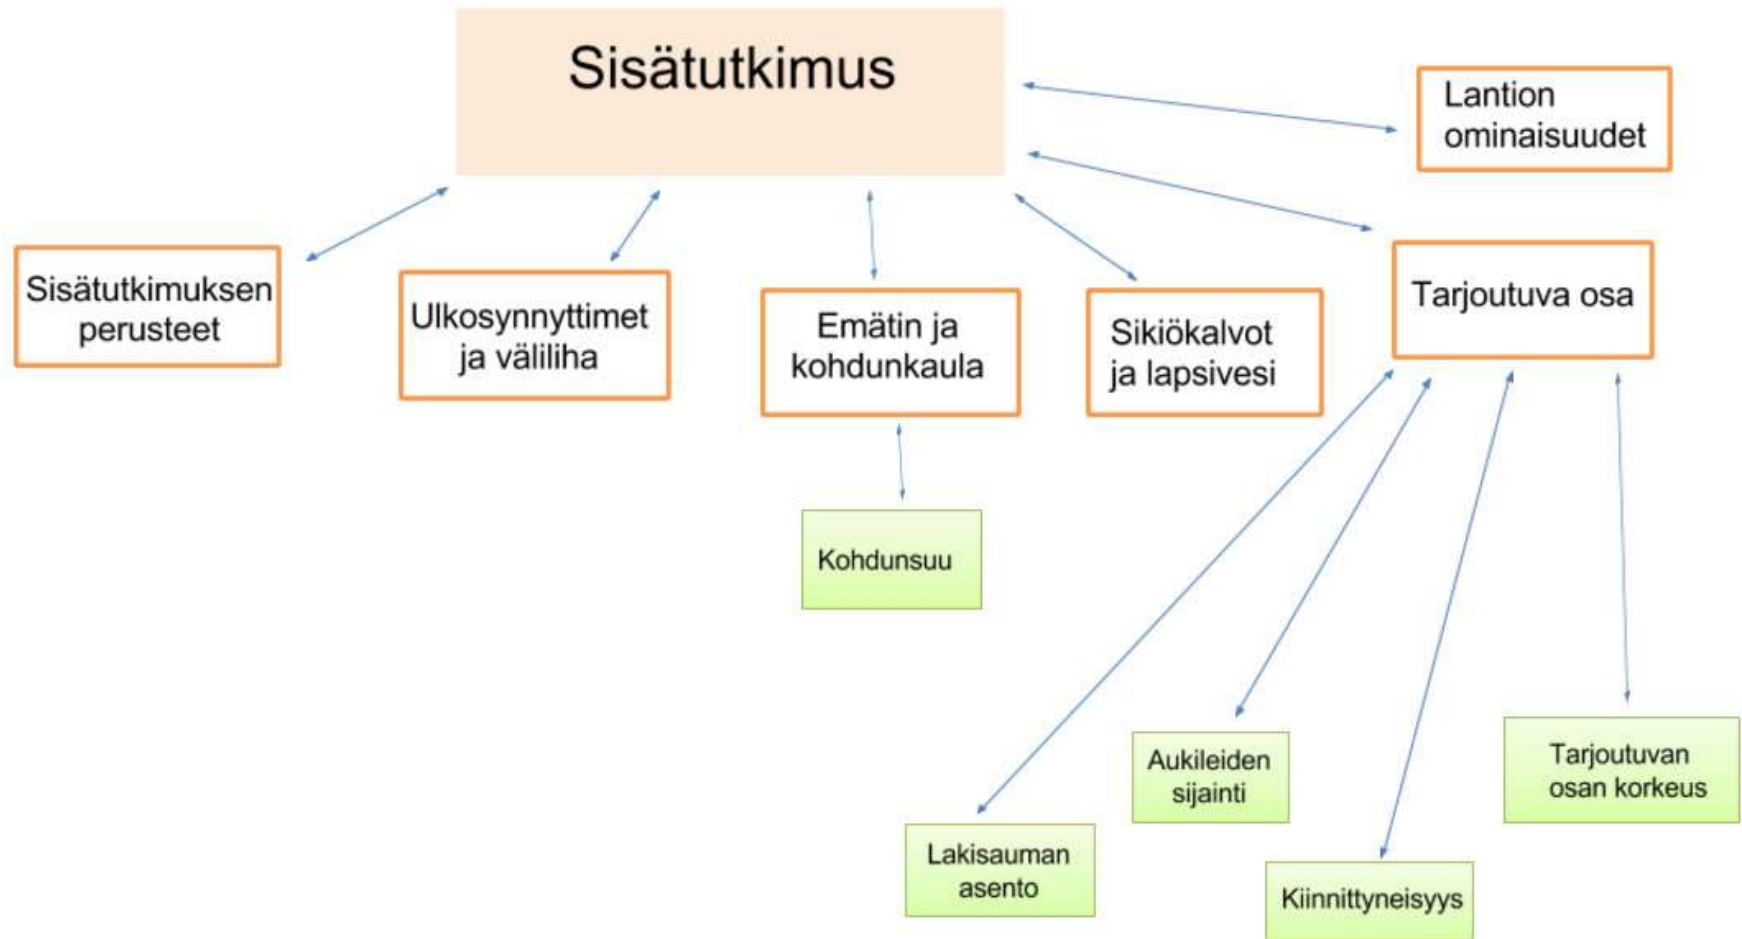 Sisätutkimus
Lantion
ominaisuudet
Sisätutkimuksen
perusteet
Ulkosynnyttimet
ja väliliha
Emätin ja
kohdunkaula
Sikiökalvot
ja lapsivesi
Tarjoutuva osa
Kohdunsuu
Lakisauman
asento
Aukileiden
sijainti
Kiinnittyneisyys
Tarjoutuvan
osan korkeus